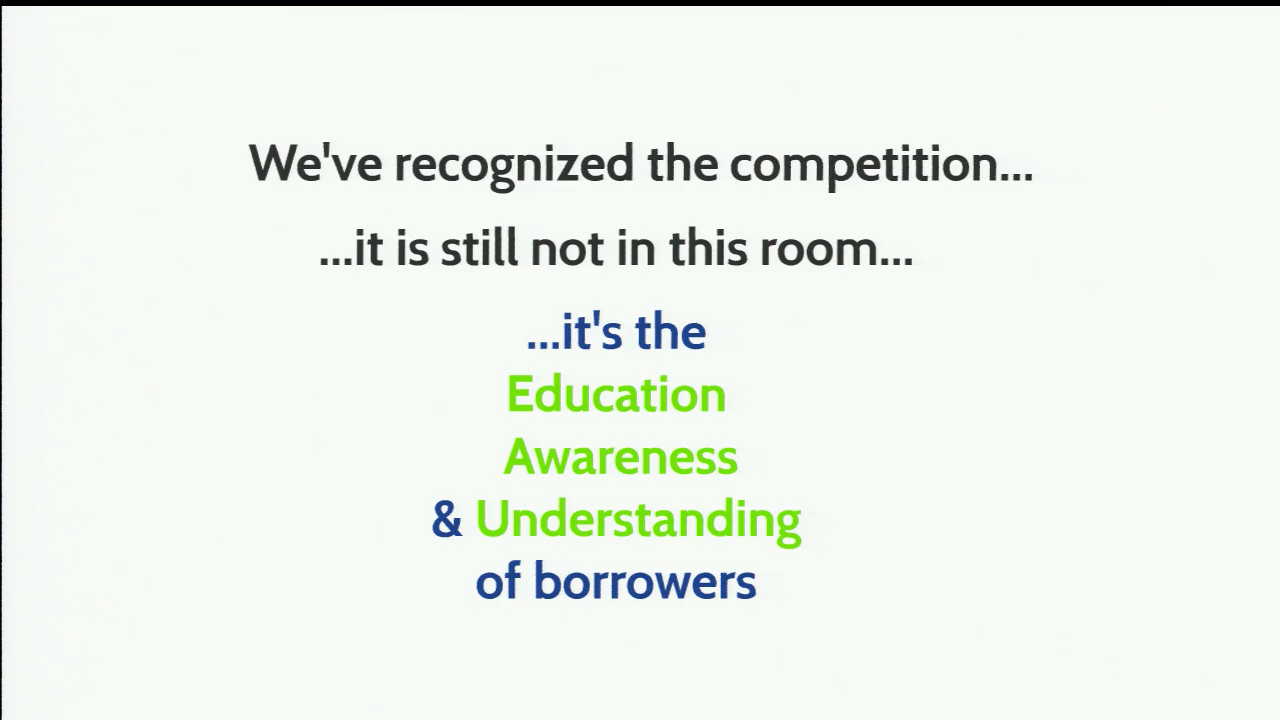 We've recognized the competition...
...it is still not in this room...
...it's the
Education
Awareness
& Understanding
of borrowers